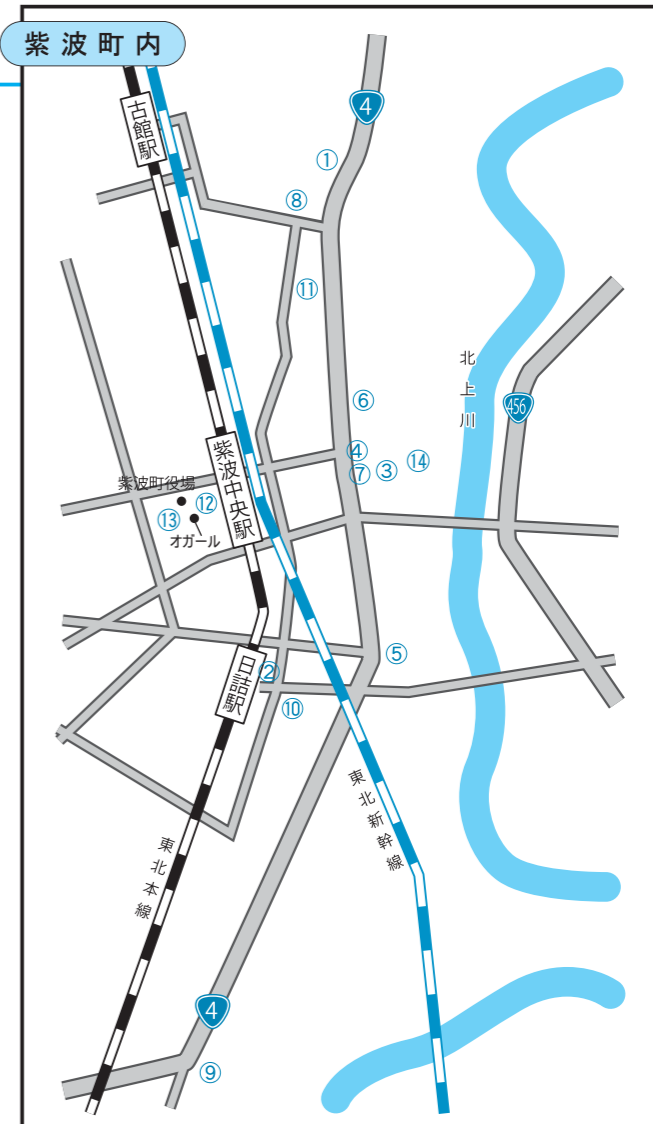 紫波町内
4
古館駅
①
⑧
⑪
北上川
456
⑥
④
⑦
③
⑭
紫波中央駅
紫波町役場
⑫
⑬
オガール
⑤
②
日詰駅
⑩
東北新幹線
東北本線
4
⑨